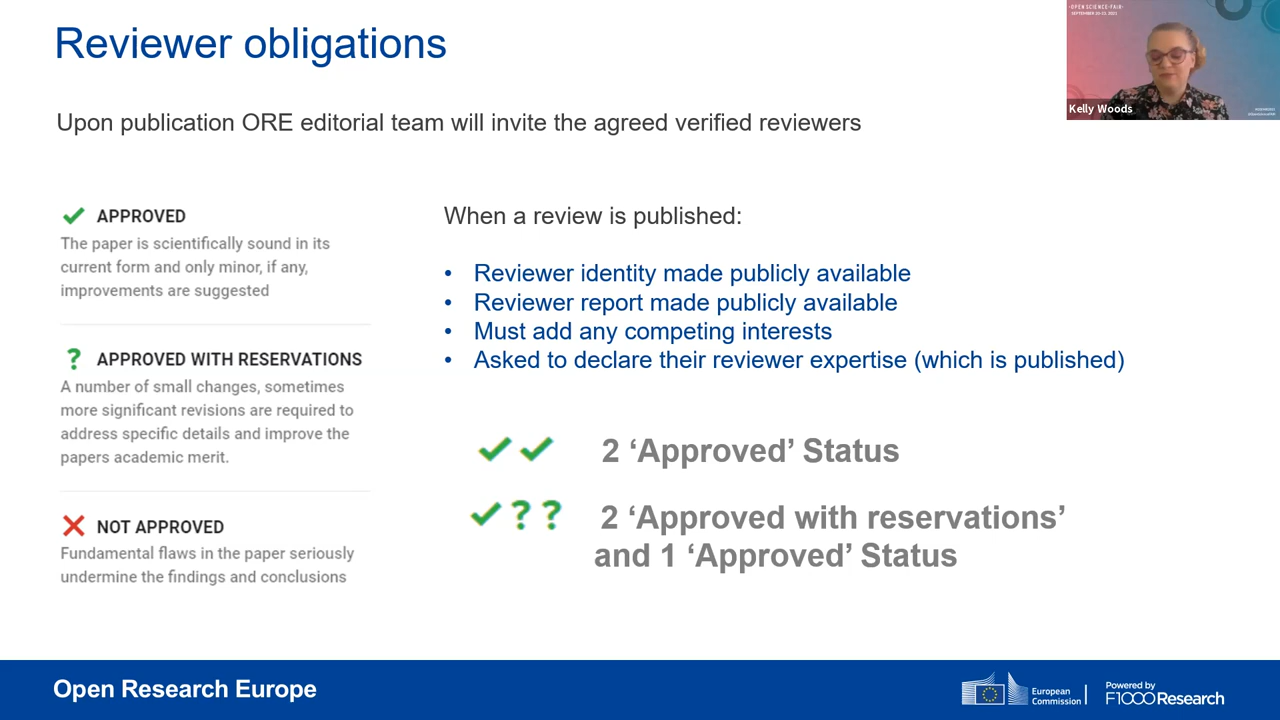 Reviewer obligations
OPEN SCIENCE FAIR
Kelly Woods
Upon publication ORE editorial team will invite the agreed verified reviewers
APPROVED
The paper is scientifically sound in its
current form and only minor, if any,
improvements are suggested
APPROVED WITH RESERVATIONS
A number of small changes, sometimes
more significant revisions are required to
address specific details and improve the
papers academic merit.
NOT APPROVED
Fundamental flaws in the paper seriously
undermine the findings and conclusions
When a review is published:
• Reviewer identity made publicly available
• Reviewer report made publicly available
• Must add any competing interests
• Asked to declare their reviewer expertise (which is published)
2 ‘Approved’ Status
2 ‘Approved with reservations’
and 1 ‘Approved’ Status
Open Research Europe
European
Commission
Powered by
F1000Research